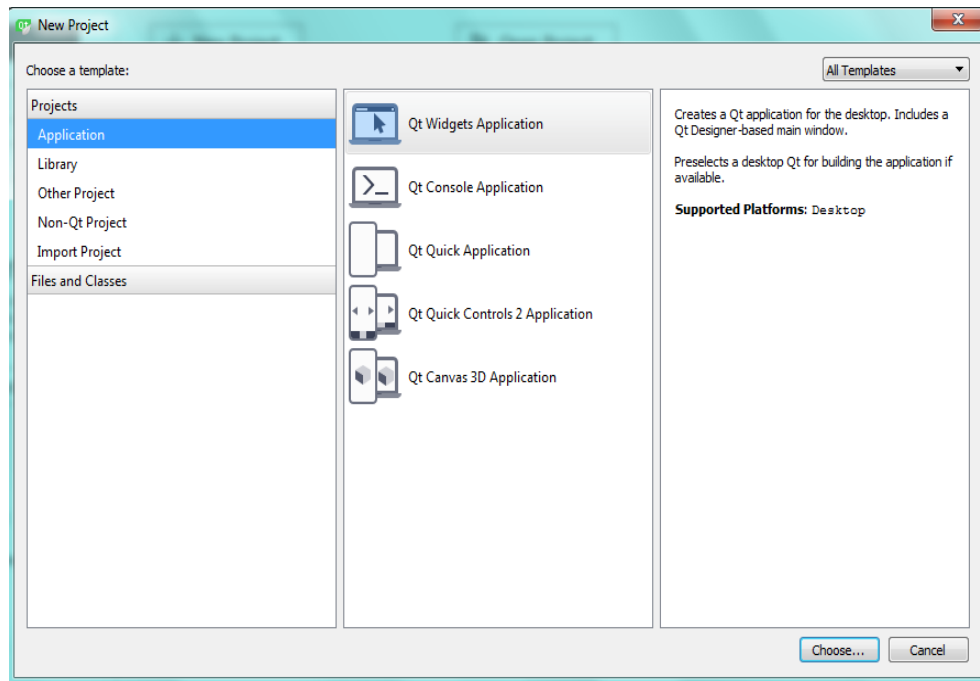 New Project
Choose a template:
All Templates
Projects
Application
Library
Other Project
Non-Qt Project
Import Project
Files and Classes
Qt Widgets Application
Qt Console Application
Qt Quick Application
Qt Quick Controls 2 Application
Qt Canvas 3D Application
Creates a Qt application for the desktop. Includes a
Qt Designer-based main window.
Preselects a desktop Qt for building the application if
available.
Supported Platforms: Desktop
Choose...
Cancel